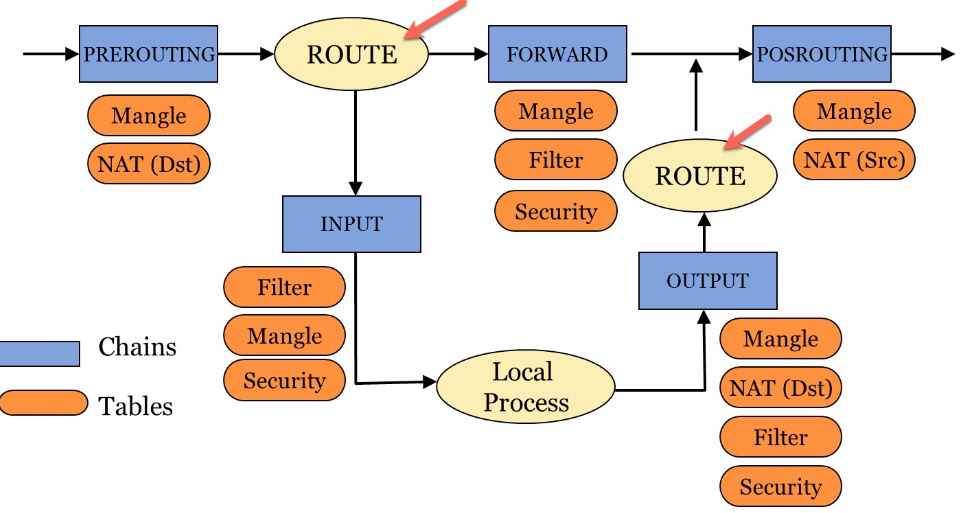 PREROUTING
ROUTE
FORWARD
POSROUTING
Mangle
NAT (Dst)
Mangle
Filter
Security
Mangle
NAT (Src)
ROUTE
INPUT
OUTPUT
Filter
Mangle
Security
Chains
Tables
Local
Process
Mangle
NAT (Dst)
Filter
Security